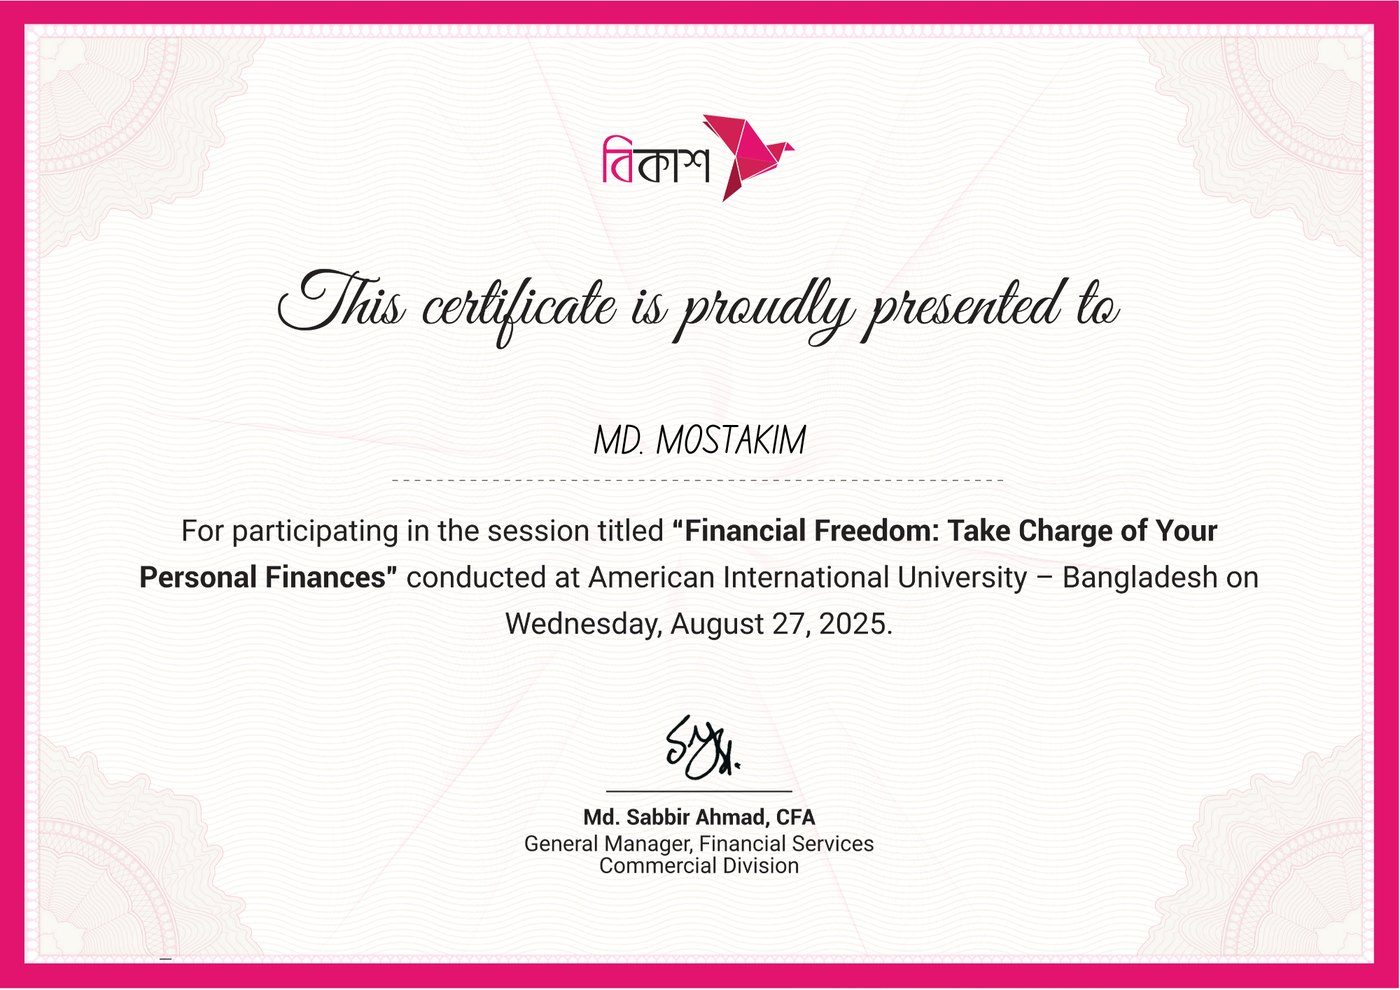 বিকাশ
This certificate is proudly presented to
MD. MOSTAKIM
For participating in the session titled “Financial Freedom: Take Charge of Your
Personal Finances” conducted at American International University – Bangladesh on
Wednesday, August 27, 2025.
Md. Sabbir Ahmad, CFA
General Manager, Financial Services
Commercial Division